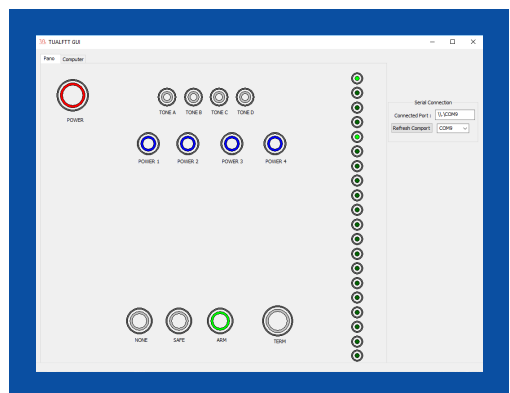 TUALFTT GUI
Pano Computer
POWER
TONE A TONE B TONE C TONE D
POWER 1 POWER 2 POWER 3 POWER 4
NONE SAFE ARM TERM
Serial Connection
Connected Port : \\.\COM9
Refresh Comport COM9